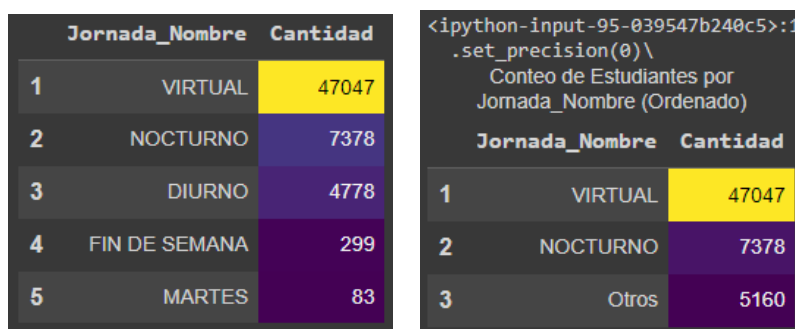 Jornada_Nombre Cantidad
1 VIRTUAL 47047
2 NOCTURNO 7378
3 DIURNO 4778
4 FIN DE SEMANA 299
5 MARTES 83
<ipython-input-95-039547b240c5>:1
.set_precision(0)\
Conteo de Estudiantes por
Jornada_Nombre (Ordenado)
Jornada_Nombre Cantidad
1 VIRTUAL 47047
2 NOCTURNO 7378
3 Otros 5160